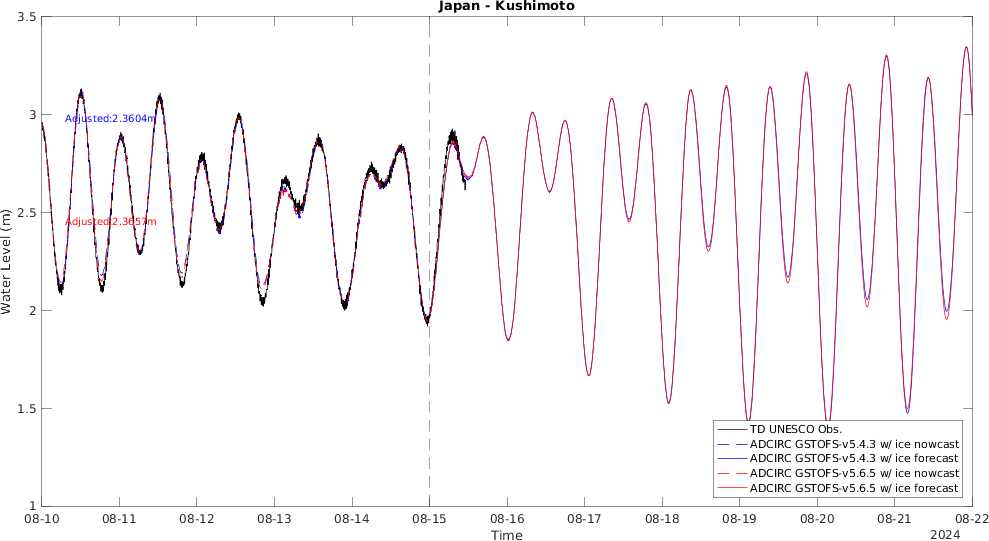 Japan - Kushimoto
3.5
3
2.5
2
1.5
1
Water Level (m)
Adjusted:2.3604m
Adjusted:2.3657m
TD UNESCO Obs.
ADCIRC GSTOFS-v5.4.3 w/ ice nowcast
ADCIRC GSTOFS-v5.4.3 w/ ice forecast
ADCIRC GSTOFS-v5.6.5 w/ ice nowcast
ADCIRC GSTOFS-v5.6.5 w/ ice forecast
08-10 08-11 08-12 08-13 08-14 08-15 08-16 08-17 08-18 08-19 08-20 08-21 08-22
Time
2024